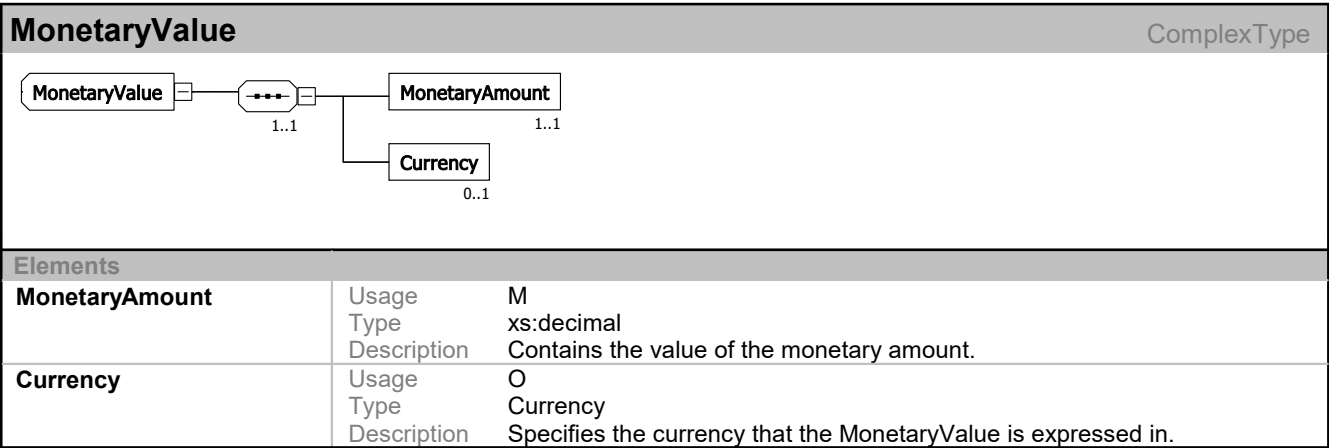 MonetaryValue ComplexType
MonetaryValue MonetaryAmount
1..1 1..1
Currency
0..1
Elements
MonetaryAmount Usage M
Type xs:decimal
Description Contains the value of the monetary amount.
Currency Usage O
Type Currency
Description Specifies the currency that the MonetaryValue is expressed in.